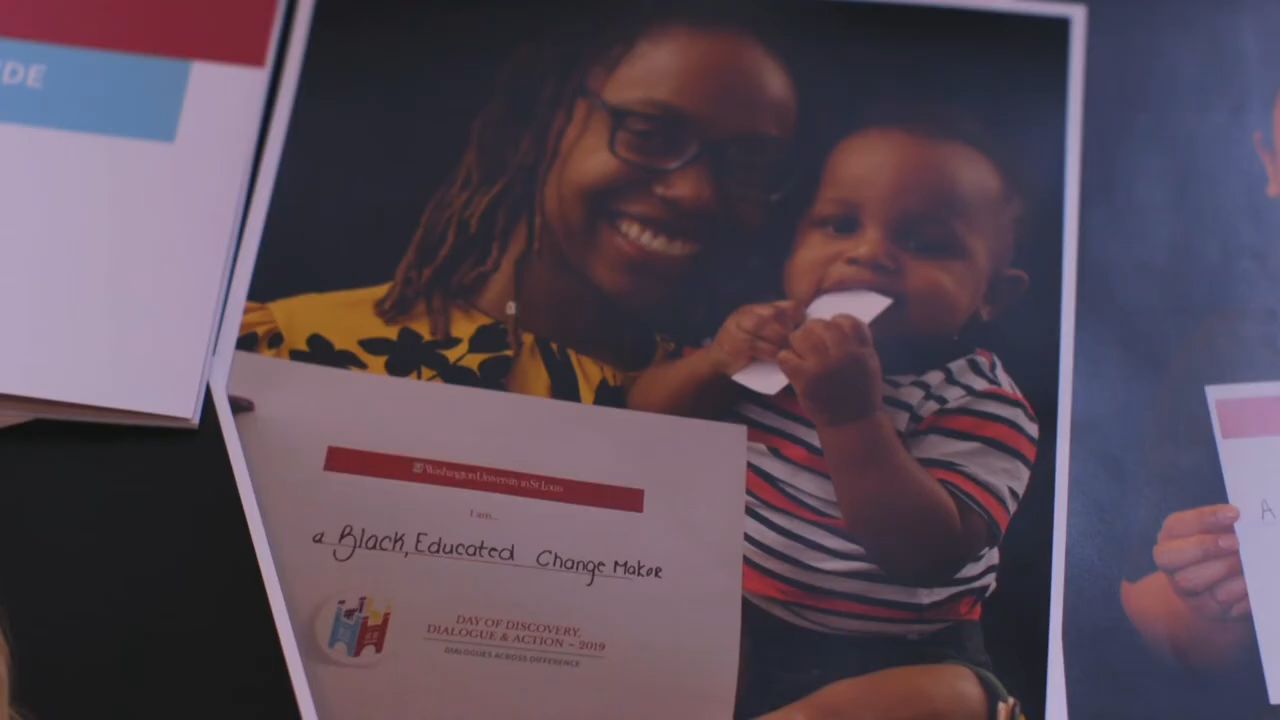 DE
Washington University in St. Louis
I am...
a Black, Educated Change Maker
DAY OF DISCOVERY,
DIALOGUE & ACTION ~ 2019
DIALOGUES ACROSS DIFFERENCE
A